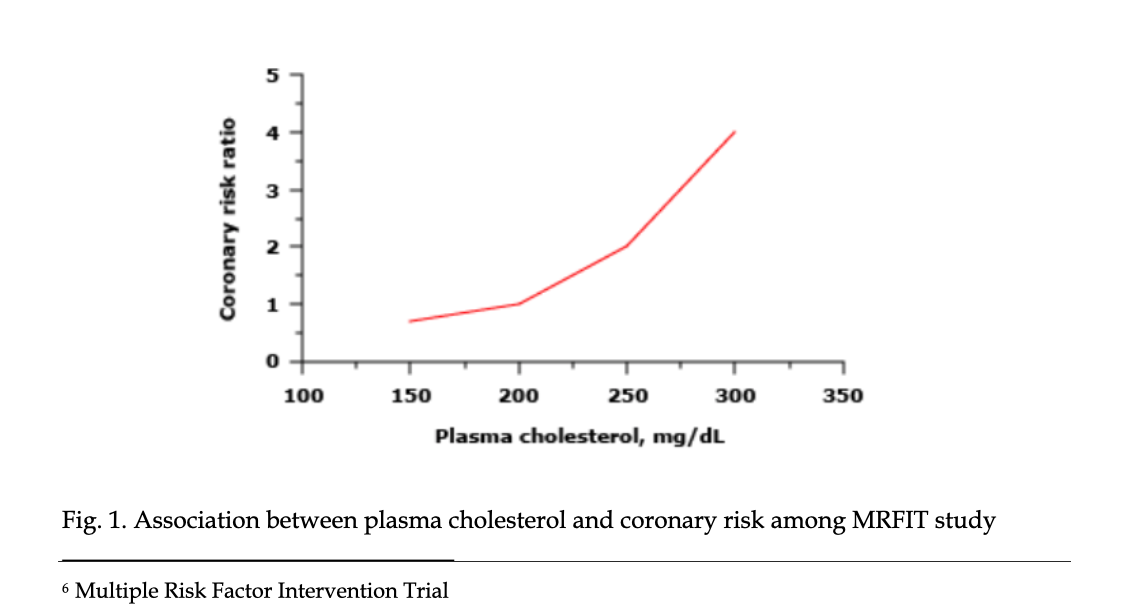 5
4
3
2
1
0
Coronary risk ratio
100 150 200 250 300 350
Plasma cholesterol, mg/dL
Fig. 1. Association between plasma cholesterol and coronary risk among MRFIT study
⁶ Multiple Risk Factor Intervention Trial